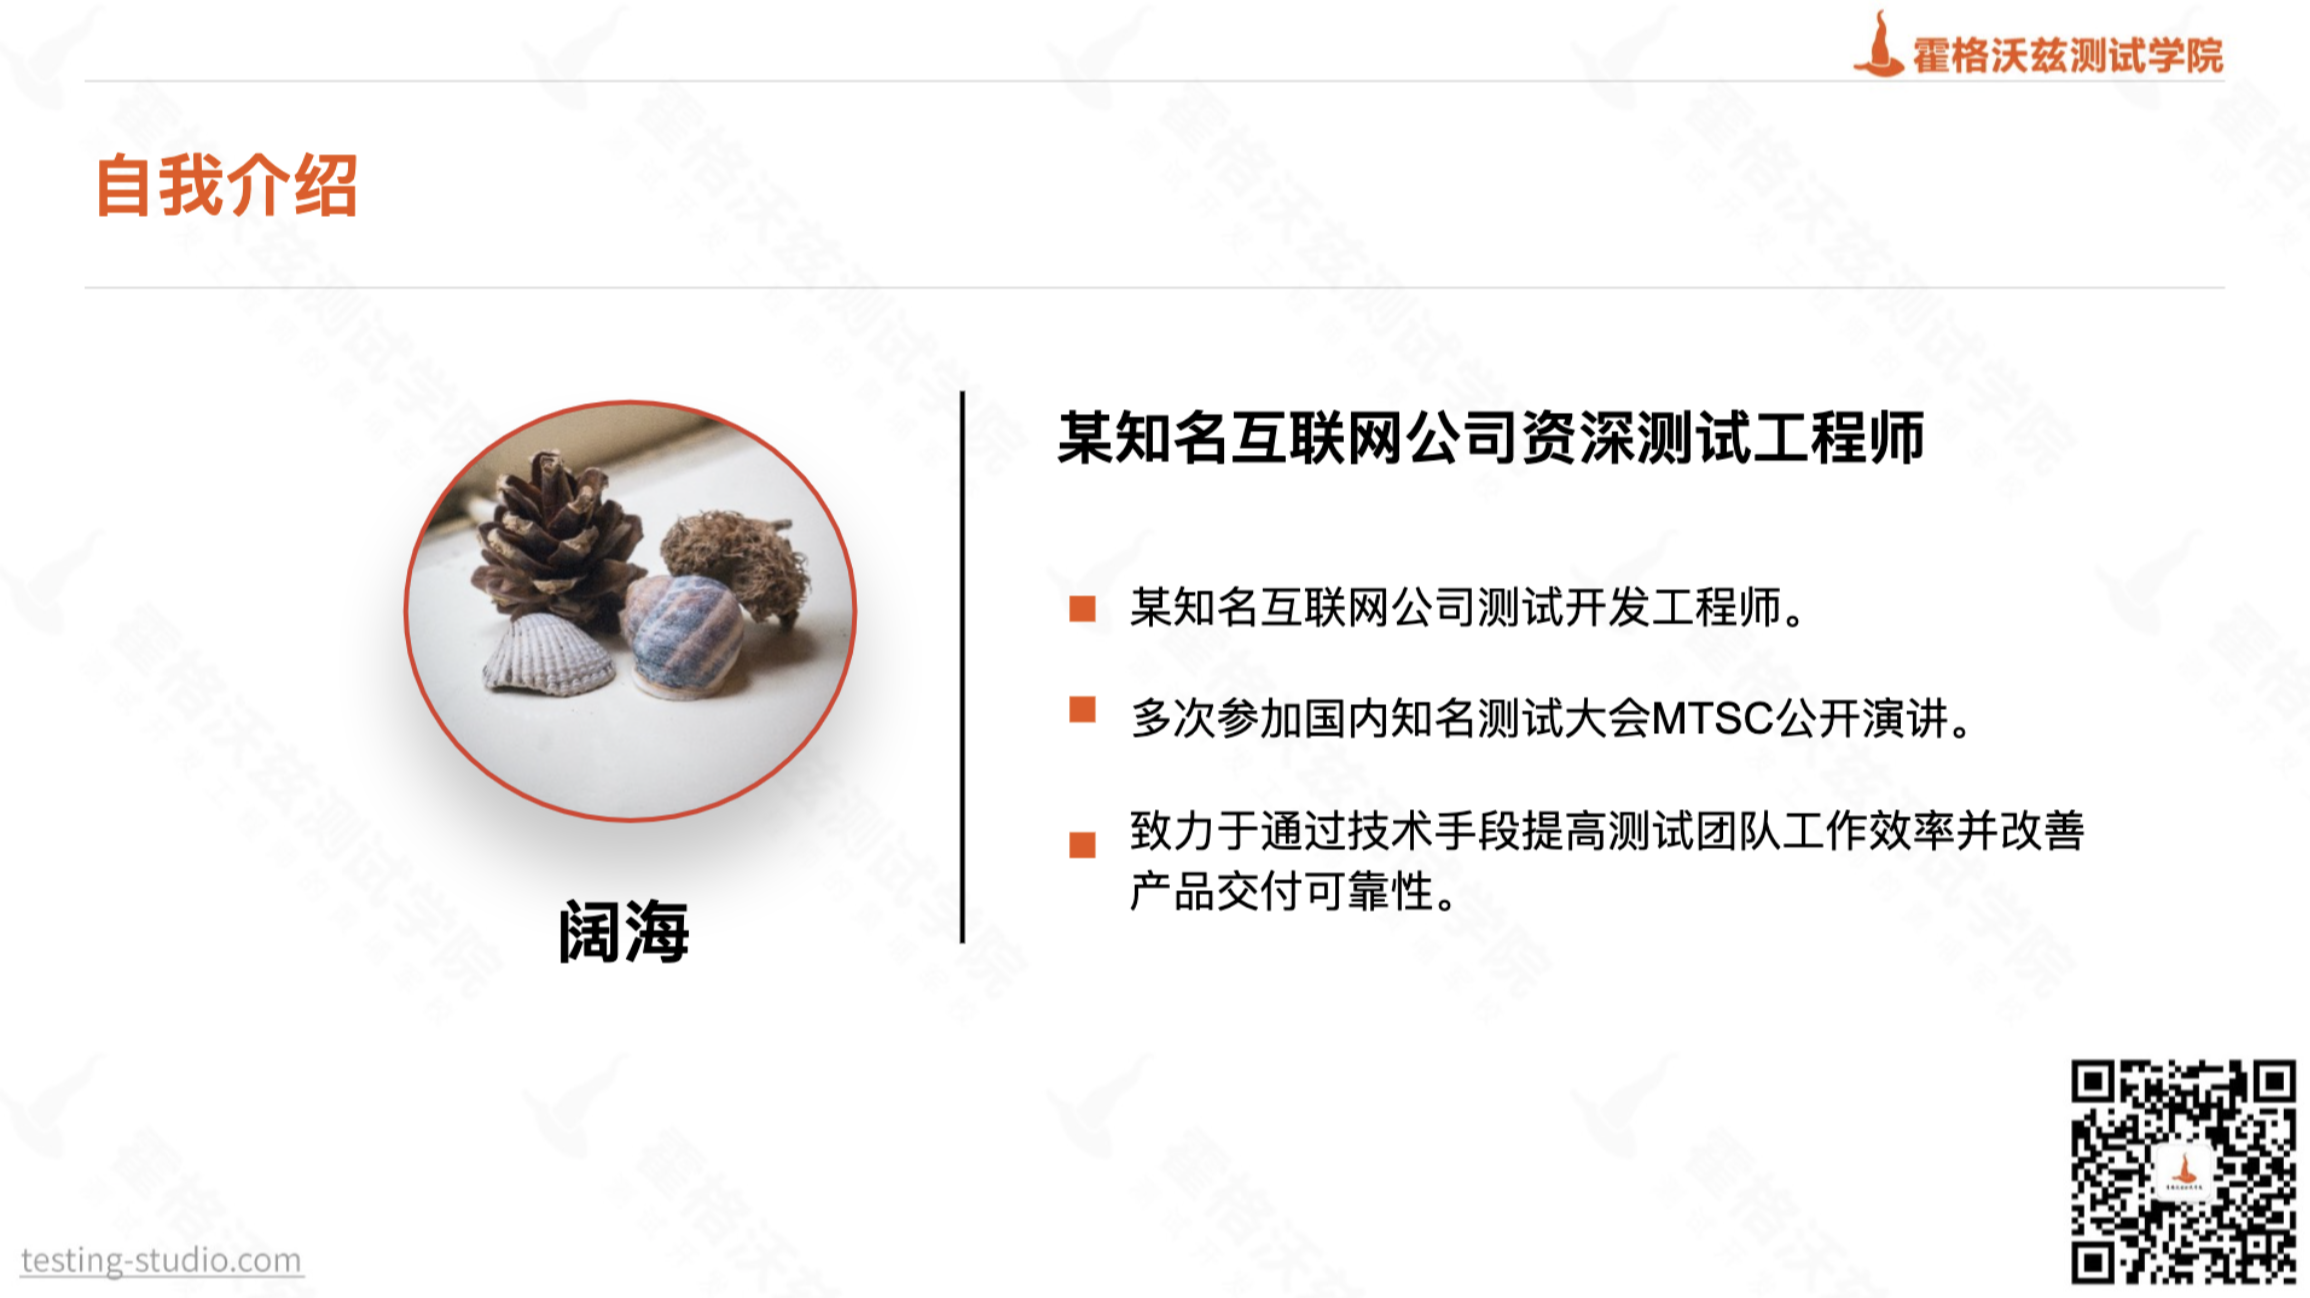 霍格沃兹测试学院
自我介绍
某知名互联网公司资深测试工程师
某知名互联网公司测试开发工程师。
多次参加国内知名测试大会MTSC公开演讲。
致力于通过技术手段提高测试团队工作效率并改善
产品交付可靠性。
阔海
testing-studio.com